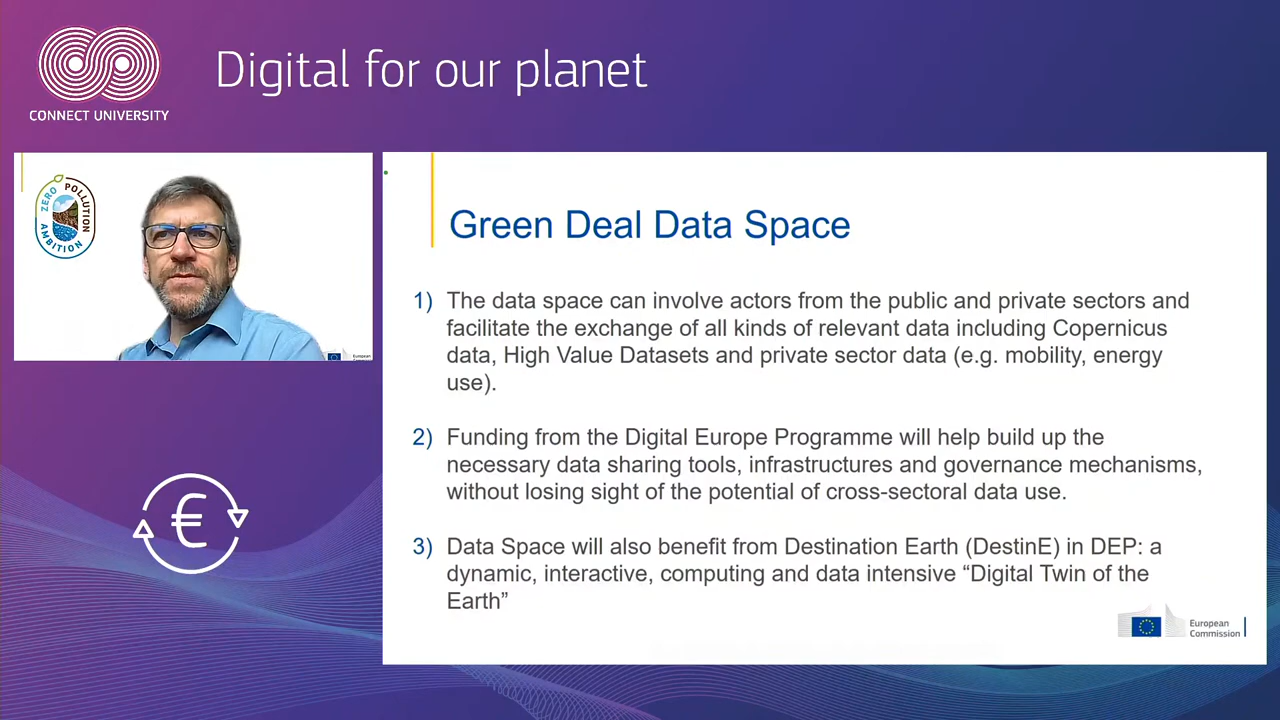 Digital for our planet
CONNECT UNIVERSITY
ZERO POLLUTION AMBITION
European
Green Deal Data Space
1) The data space can involve actors from the public and private sectors and
facilitate the exchange of all kinds of relevant data including Copernicus
data, High Value Datasets and private sector data (e.g. mobility, energy
use).
2) Funding from the Digital Europe Programme will help build up the
necessary data sharing tools, infrastructures and governance mechanisms,
without losing sight of the potential of cross-sectoral data use.
3) Data Space will also benefit from Destination Earth (DestinE) in DEP: a
dynamic, interactive, computing and data intensive “Digital Twin of the
Earth”
European
Commission
€